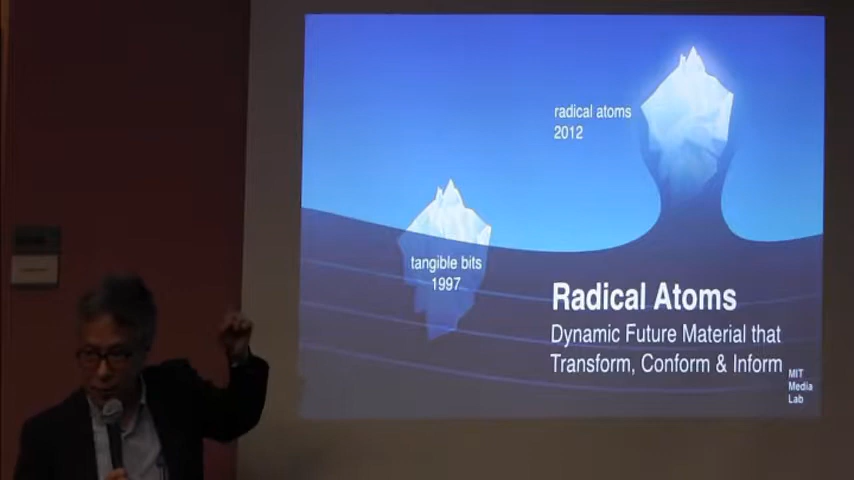 radical atoms
2012
tangible bits
1997
Radical Atoms
Dynamic Future Material that
Transform, Conform & Inform
MIT
Media
Lab